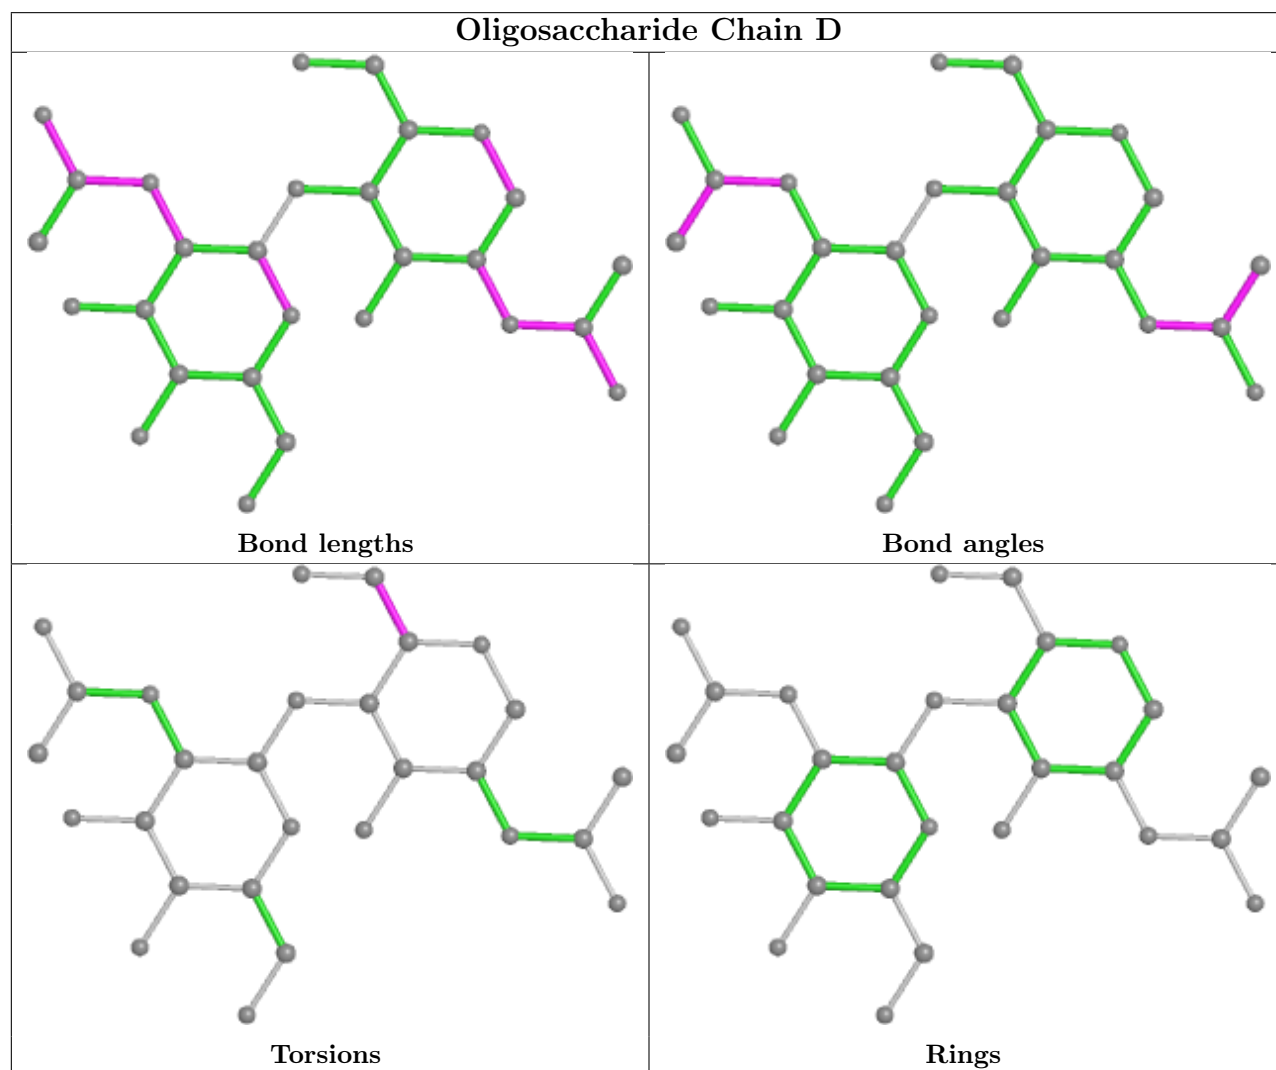 Oligosaccharide Chain D
Bond lengths
Bond angles
Torsions
Rings